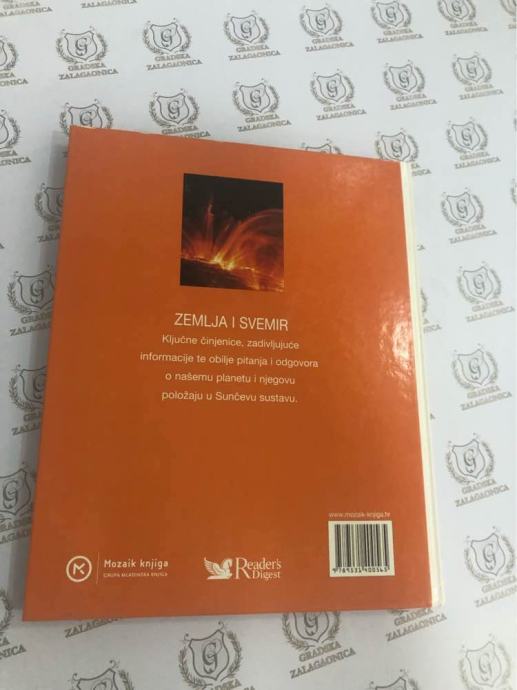 ZEMLJA I SVEMIR
Ključne činjenice, zadivljujuće
informacije te obilje pitanja i odgovora
o našemu planetu i njegovu
položaju u Sunčevu sustavu.
www.mozaik-knjiga.hr
Mozaik knjiga
GRUPA MLADINSKA KNJIGA
Reader's
Digest
GRADSKA
ZALAGAONICA